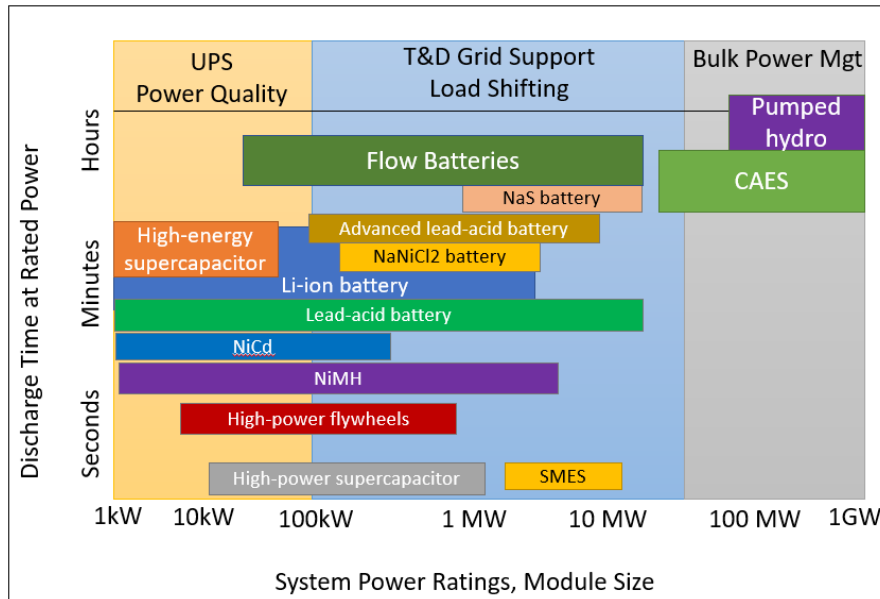 UPS
Power Quality
T&D Grid Support
Load Shifting
Bulk Power Mgt
Pumped
hydro
Flow Batteries
CAES
NaS battery
High-energy
supercapacitor
Advanced lead-acid battery
NaNiCl2 battery
Li-ion battery
Lead-acid battery
NiCd
NiMH
High-power flywheels
High-power supercapacitor
SMES
Discharge Time at Rated Power
Hours
Minutes
Seconds
1kW
10kW
100kW
1 MW
10 MW
100 MW
1GW
System Power Ratings, Module Size